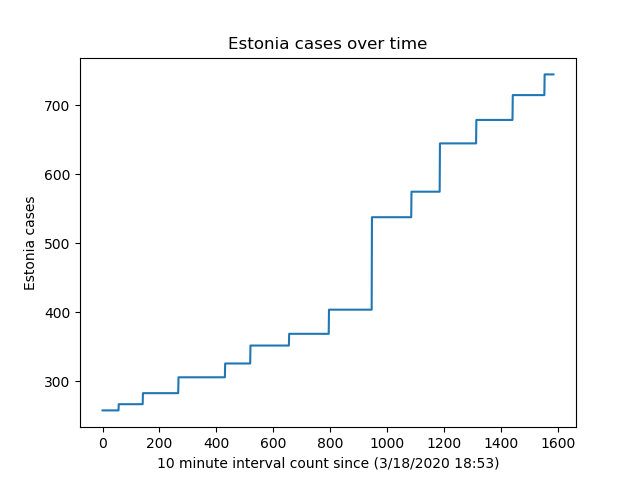 Estonia cases over time
700
600
500
400
300
Estonia cases
0 200 400 600 800 1000 1200 1400 1600
10 minute interval count since (3/18/2020 18:53)